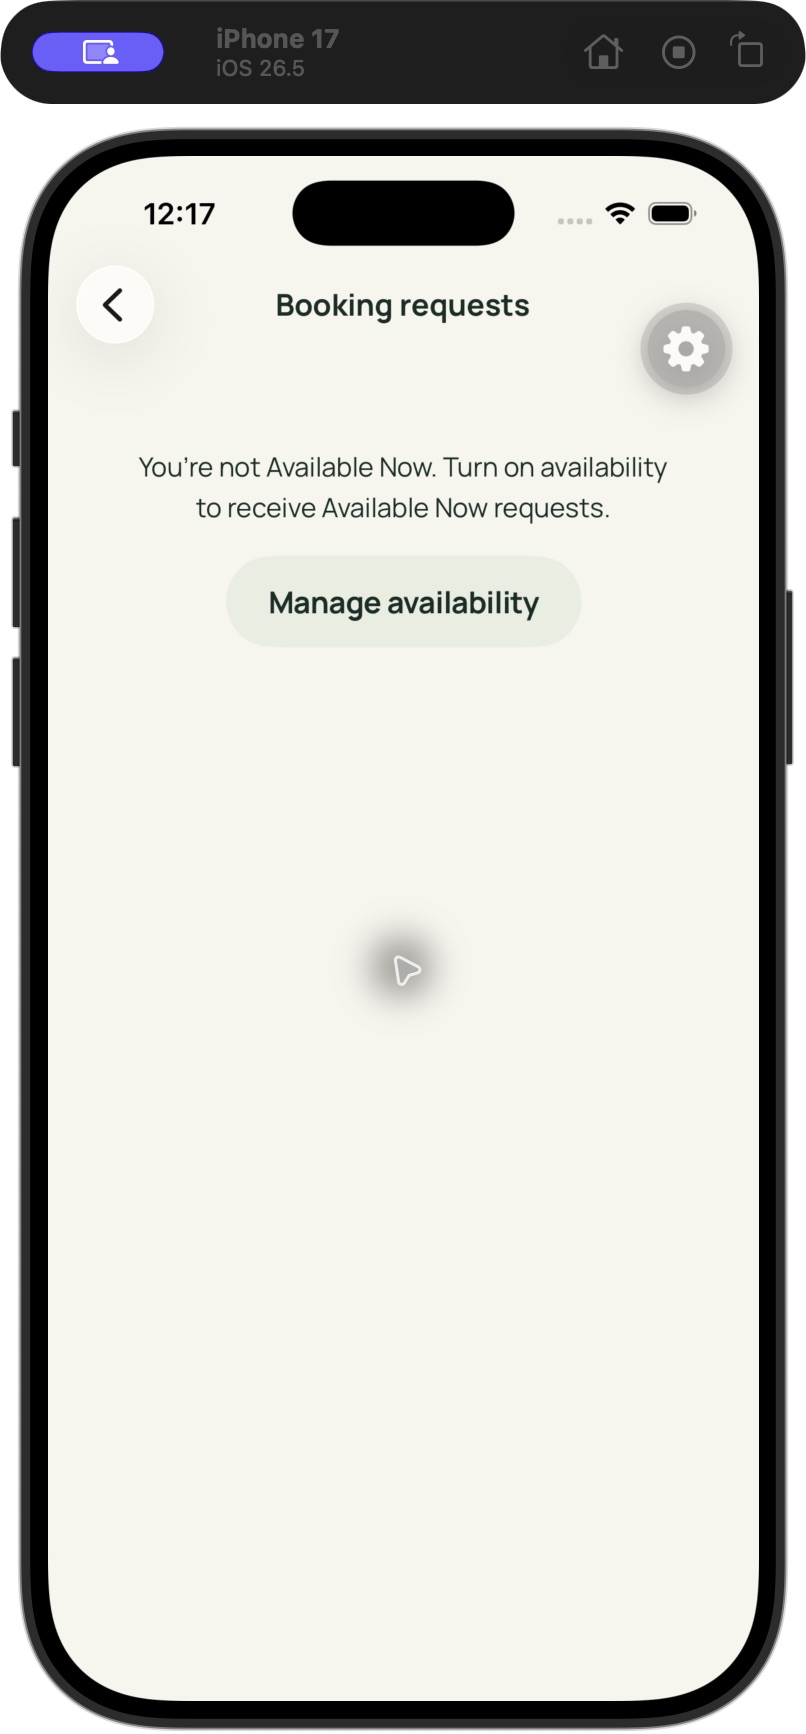 iPhone 17
iOS 26.5
12:17
Booking requests
You're not Available Now. Turn on availability
to receive Available Now requests.
Manage availability